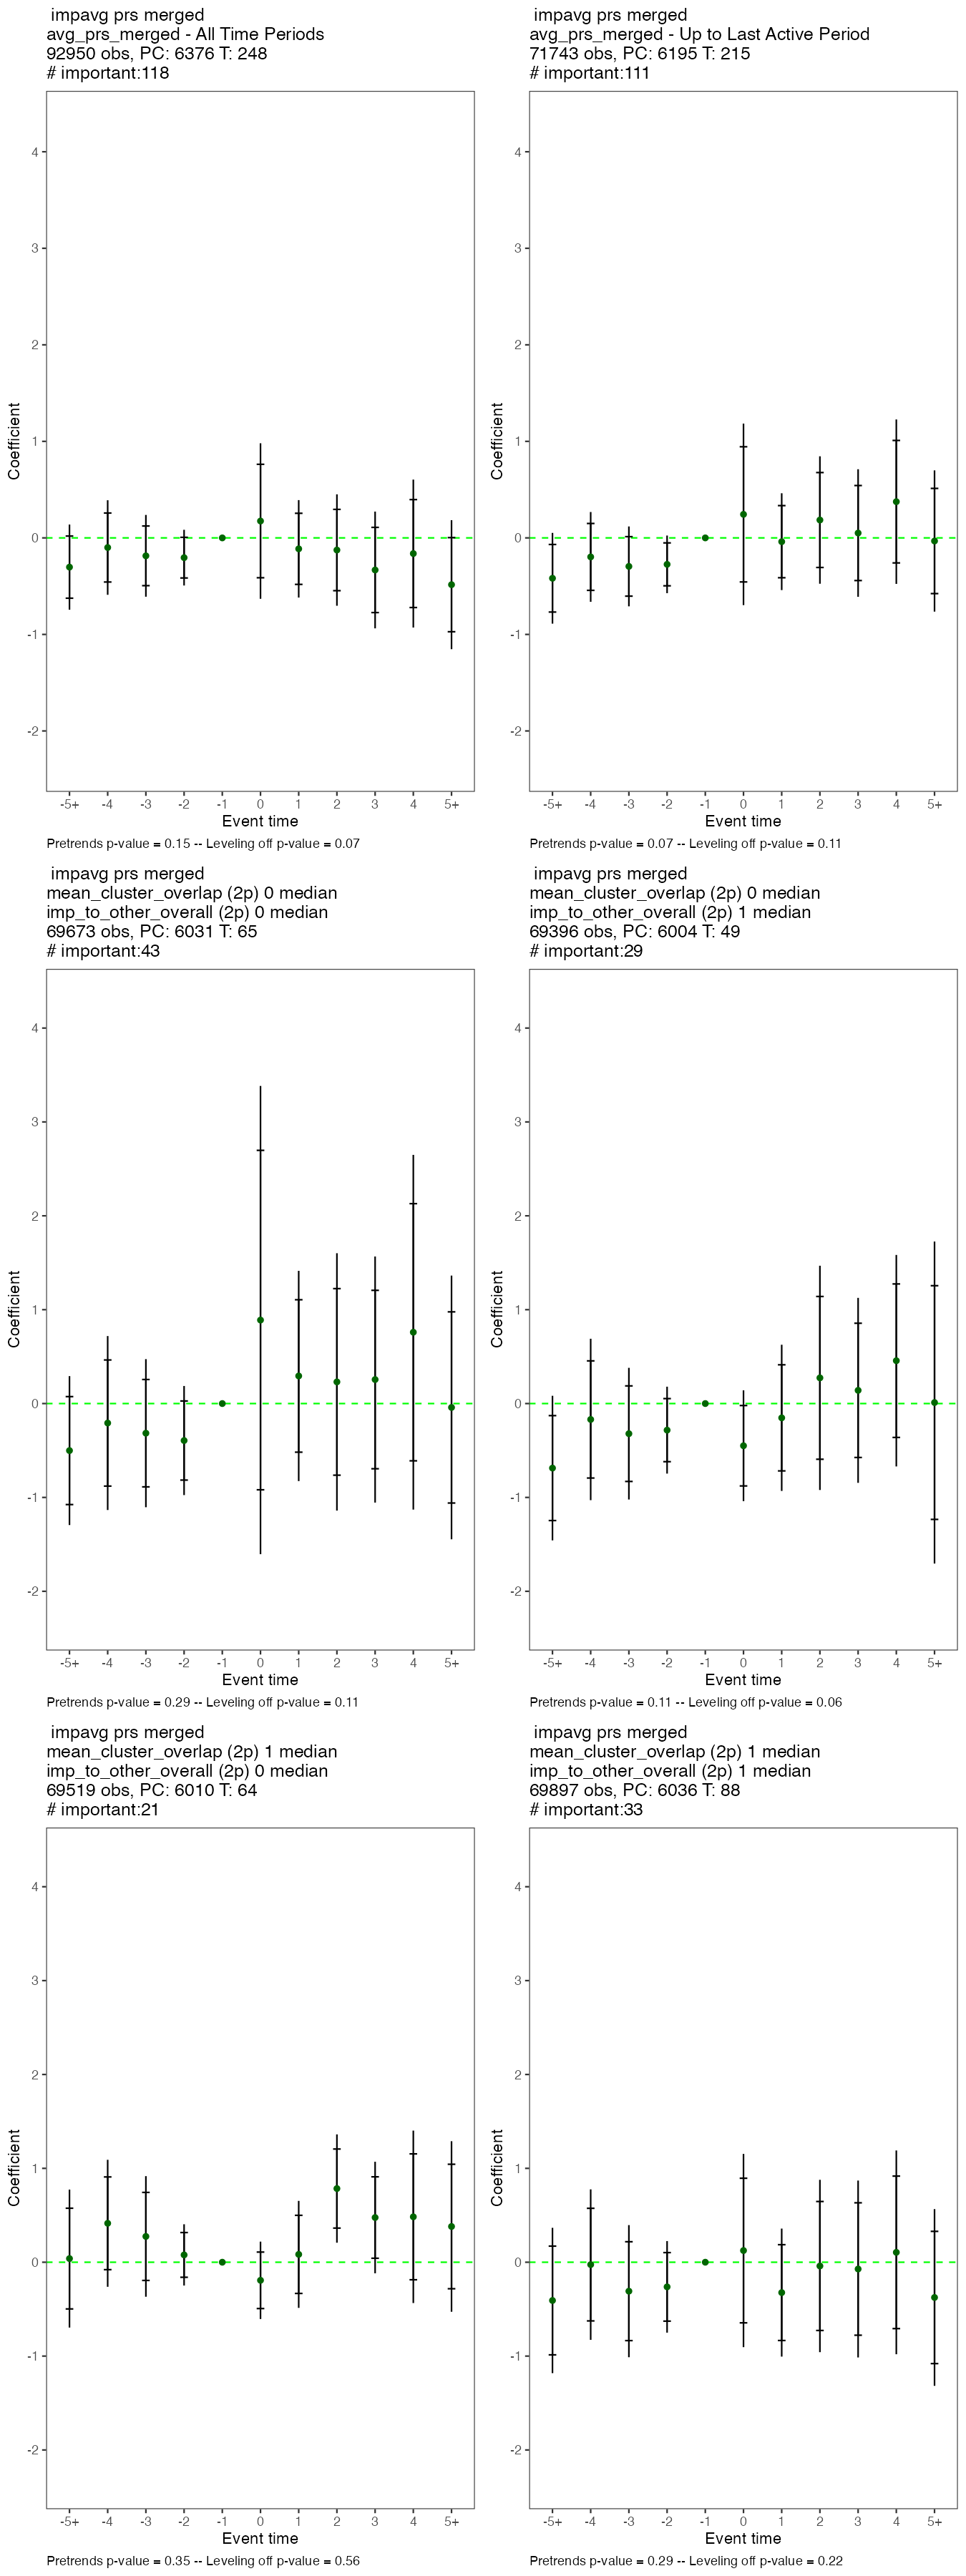 impavg prs merged
avg_prs_merged - All Time Periods
92950 obs, PC: 6376 T: 248
# important:118
4
3
2
1
0
-1
-2
Coefficient
-5+ -4 -3 -2 -1 0 1 2 3 4 5+
Event time
Pretrends p-value = 0.15 -- Leveling off p-value = 0.07
impavg prs merged
avg_prs_merged - Up to Last Active Period
71743 obs, PC: 6195 T: 215
# important:111
4
3
2
1
0
-1
-2
Coefficient
-5+ -4 -3 -2 -1 0 1 2 3 4 5+
Event time
Pretrends p-value = 0.07 -- Leveling off p-value = 0.11
impavg prs merged
mean_cluster_overlap (2p) 0 median
imp_to_other_overall (2p) 0 median
69673 obs, PC: 6031 T: 65
# important:43
4
3
2
1
0
-1
-2
Coefficient
-5+ -4 -3 -2 -1 0 1 2 3 4 5+
Event time
Pretrends p-value = 0.29 -- Leveling off p-value = 0.11
impavg prs merged
mean_cluster_overlap (2p) 0 median
imp_to_other_overall (2p) 1 median
69396 obs, PC: 6004 T: 49
# important:29
4
3
2
1
0
-1
-2
Coefficient
-5+ -4 -3 -2 -1 0 1 2 3 4 5+
Event time
Pretrends p-value = 0.11 -- Leveling off p-value = 0.06
impavg prs merged
mean_cluster_overlap (2p) 1 median
imp_to_other_overall (2p) 0 median
69519 obs, PC: 6010 T: 64
# important:21
4
3
2
1
0
-1
-2
Coefficient
-5+ -4 -3 -2 -1 0 1 2 3 4 5+
Event time
Pretrends p-value = 0.35 -- Leveling off p-value = 0.56
impavg prs merged
mean_cluster_overlap (2p) 1 median
imp_to_other_overall (2p) 1 median
69897 obs, PC: 6036 T: 88
# important:33
4
3
2
1
0
-1
-2
Coefficient
-5+ -4 -3 -2 -1 0 1 2 3 4 5+
Event time
Pretrends p-value = 0.29 -- Leveling off p-value = 0.22